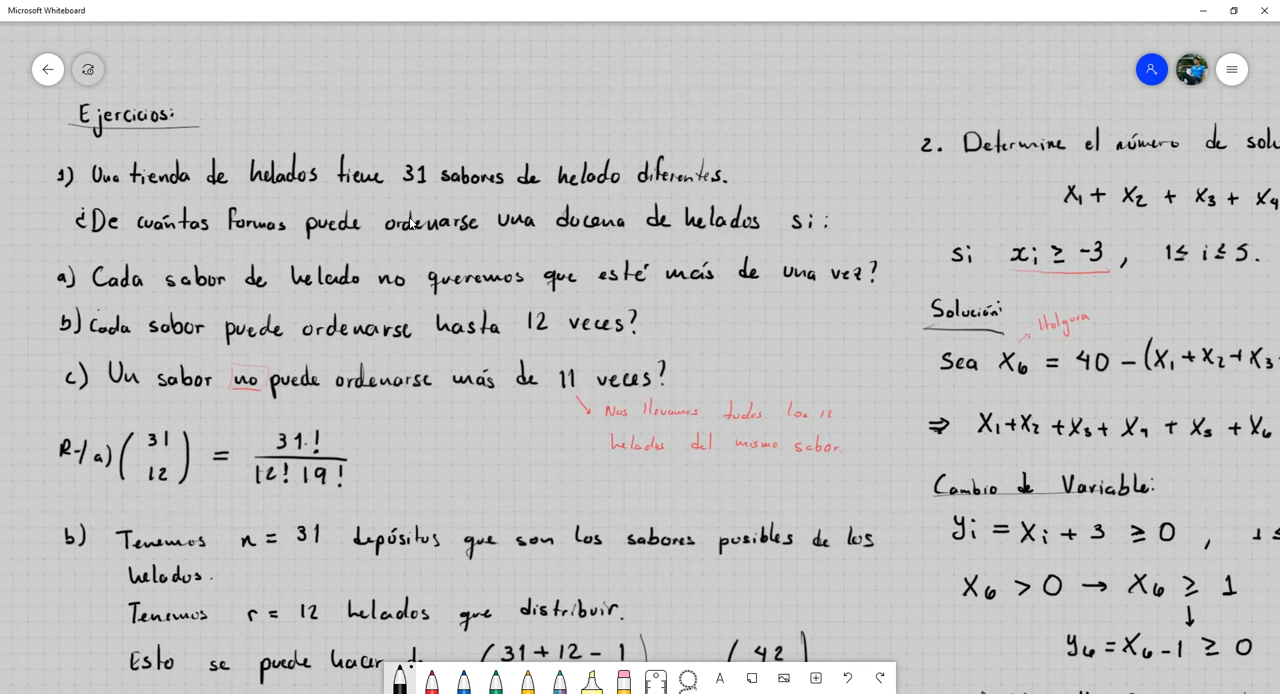 Microsoft Whiteboard
Ejercicios:
1) Una tienda de helados tiene 31 sabores de helado diferentes.
¿De cuántas formas puede ordenarse una docena de helados si:
a) Cada sabor de helado no queremos que esté más de una vez?
b) Cada sabor puede ordenarse hasta 12 veces?
c) Un sabor no puede ordenarse más de 11 veces?
Nos llevamos todos los 12
helados del mismo sabor.
R-/ a) (31 12) = 31! / 12! 19!
b) Tenemos n = 31 depósitos que son los sabores posibles de los
helados.
Tenemos r = 12 helados que distribuir.
Esto se puede hacer de (31 + 12 - 1) (42)
2. Determine el número de solu
X₁ + X₂ + X₃ + X₄
si xᵢ ≥ -3, 1 ≤ i ≤ 5.
Solución:
Holgura
Sea X₆ = 40 - (X₁ + X₂ + X₃ +
⇒ X₁ + X₂ + X₃ + X₄ + X₅ + X₆
Cambio de Variable:
yᵢ = Xᵢ + 3 ≥ 0, 1 ≤
X₆ > 0 → X₆ ≥ 1
↓
y₆ = X₆ - 1 ≥ 0